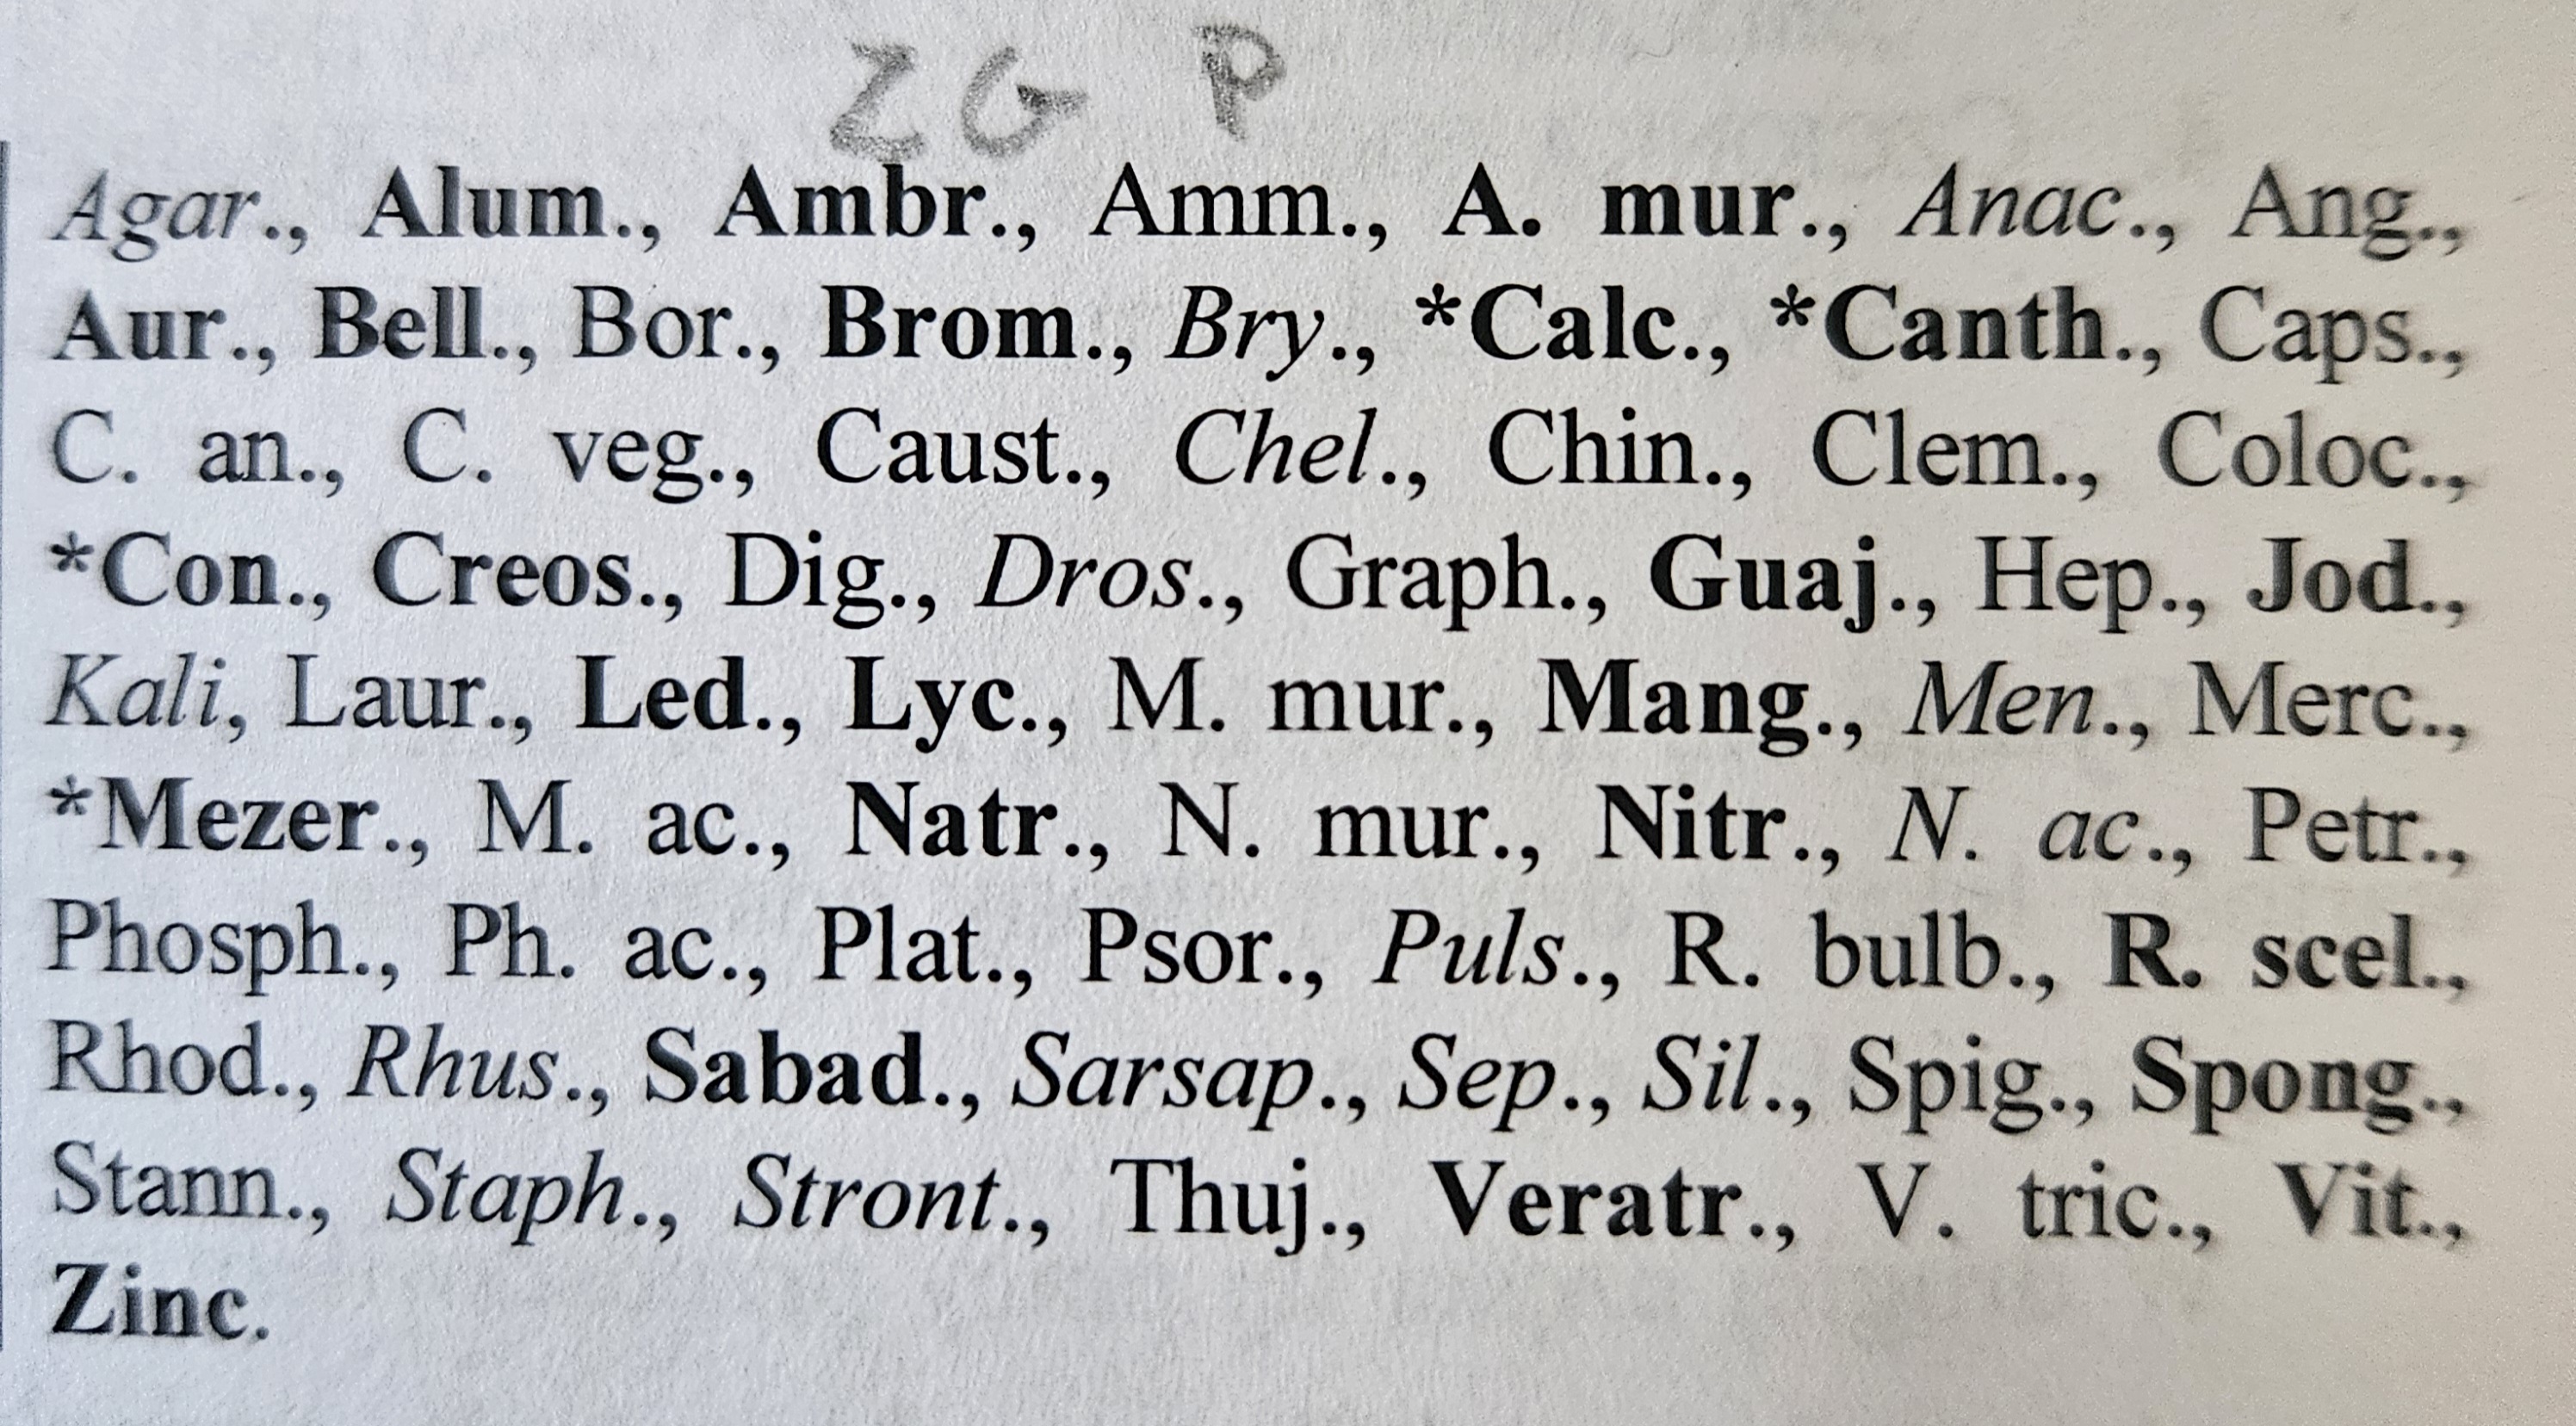 ZG P
Agar., Alum., Ambr., Amm., A. mur., Anac., Ang.,
Aur., Bell., Bor., Brom., Bry., *Calc., *Canth., Caps.,
C. an., C. veg., Caust., Chel., Chin., Clem., Coloc.,
*Con., Creos., Dig., Dros., Graph., Guaj., Hep., Jod.,
Kali, Laur., Led., Lyc., M. mur., Mang., Men., Merc.,
*Mezer., M. ac., Natr., N. mur., Nitr., N. ac., Petr.,
Phosph., Ph. ac., Plat., Psor., Puls., R. bulb., R. scel.,
Rhod., Rhus., Sabad., Sarsap., Sep., Sil., Spig., Spong.,
Stann., Staph., Stront., Thuj., Veratr., V. tric., Vit.,
Zinc.